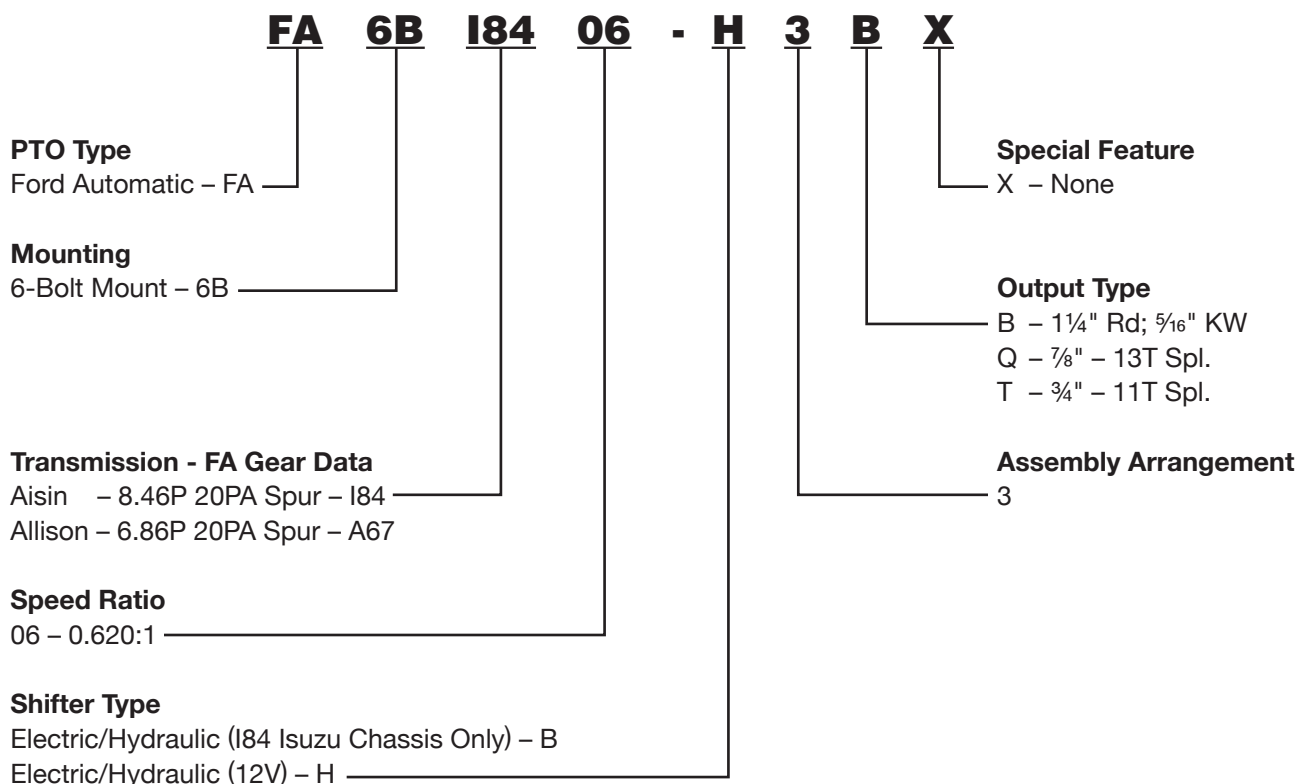 FA 6B I84 06 - H 3 B X
PTO Type
Ford Automatic – FA
Mounting
6-Bolt Mount – 6B
Transmission - FA Gear Data
Aisin – 8.46P 20PA Spur – I84
Allison – 6.86P 20PA Spur – A67
Speed Ratio
06 – 0.620:1
Shifter Type
Electric/Hydraulic (I84 Isuzu Chassis Only) – B
Electric/Hydraulic (12V) – H
Special Feature
X – None
Output Type
B – 1¼" Rd; 5⁄16" KW
Q – ⅞" – 13T Spl.
T – ¾" – 11T Spl.
Assembly Arrangement
3